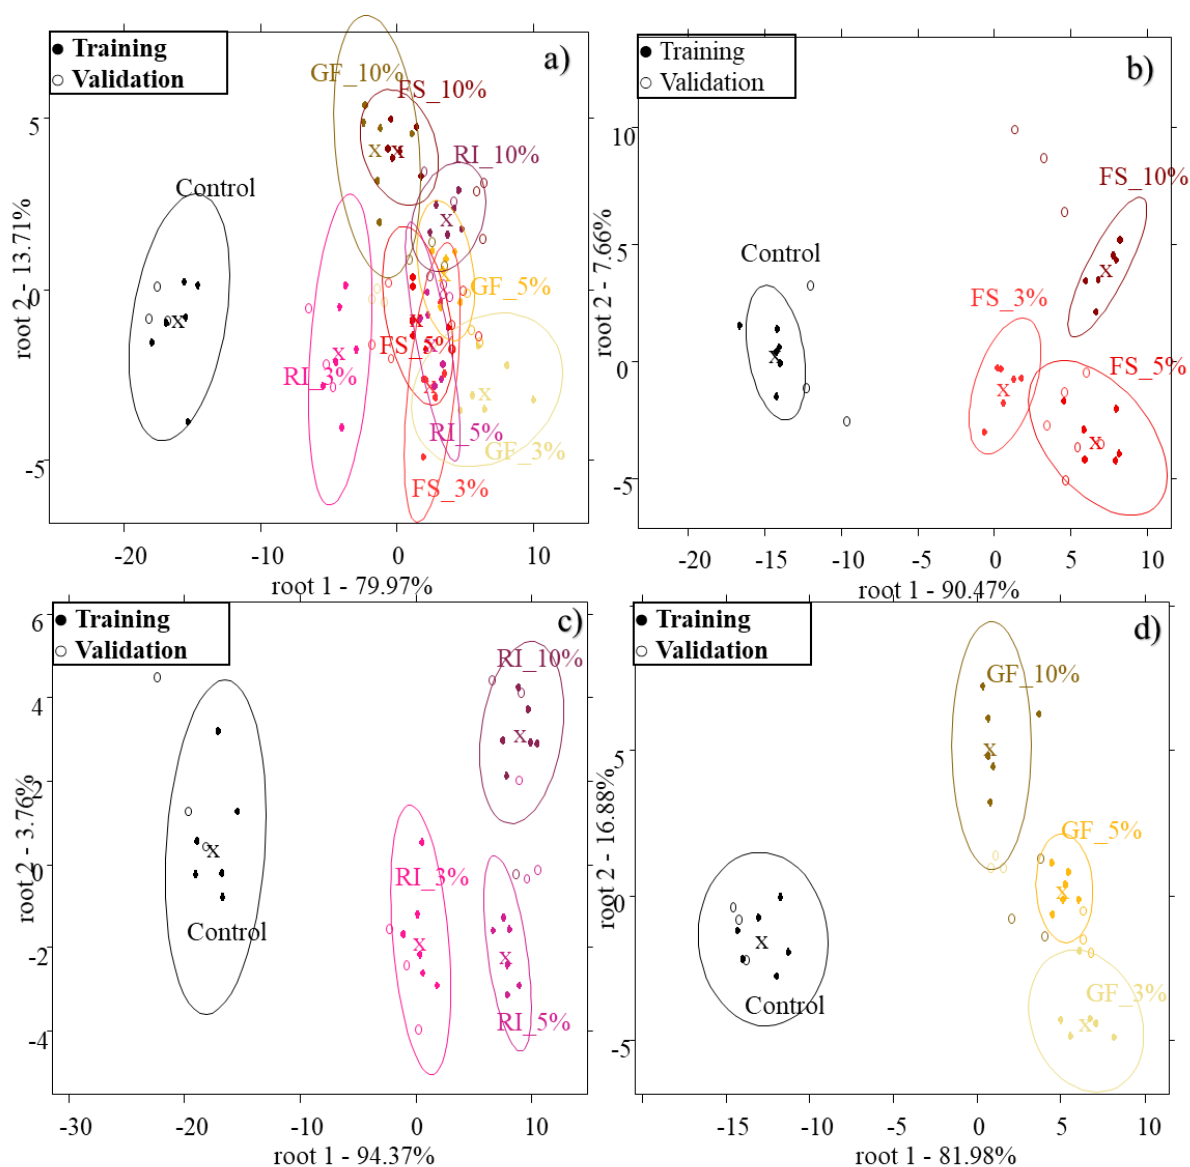 Training
Validation
a)
GF_10%
FS_10%
RI_10%
Control
GF_5%
FS_5%
RI_3%
RI_5%
GF_3%
FS_3%
5
0
-5
root 2 - 13.71%
-20
-10
0
10
root 1 - 79.97%
Training
Validation
b)
FS_10%
Control
FS_3%
FS_5%
10
5
0
-5
root 2 - 7.66%
-20
-15
-10
-5
0
5
10
root 1 - 90.47%
Training
Validation
c)
RI_10%
RI_3%
Control
RI_5%
6
4
2
0
-2
-4
root 2 - 3.76%
-30
-20
-10
0
10
root 1 - 94.37%
Training
Validation
d)
GF_10%
GF_5%
GF_3%
Control
5
0
-5
root 2 - 16.88%
-15
-10
-5
0
5
10
root 1 - 81.98%